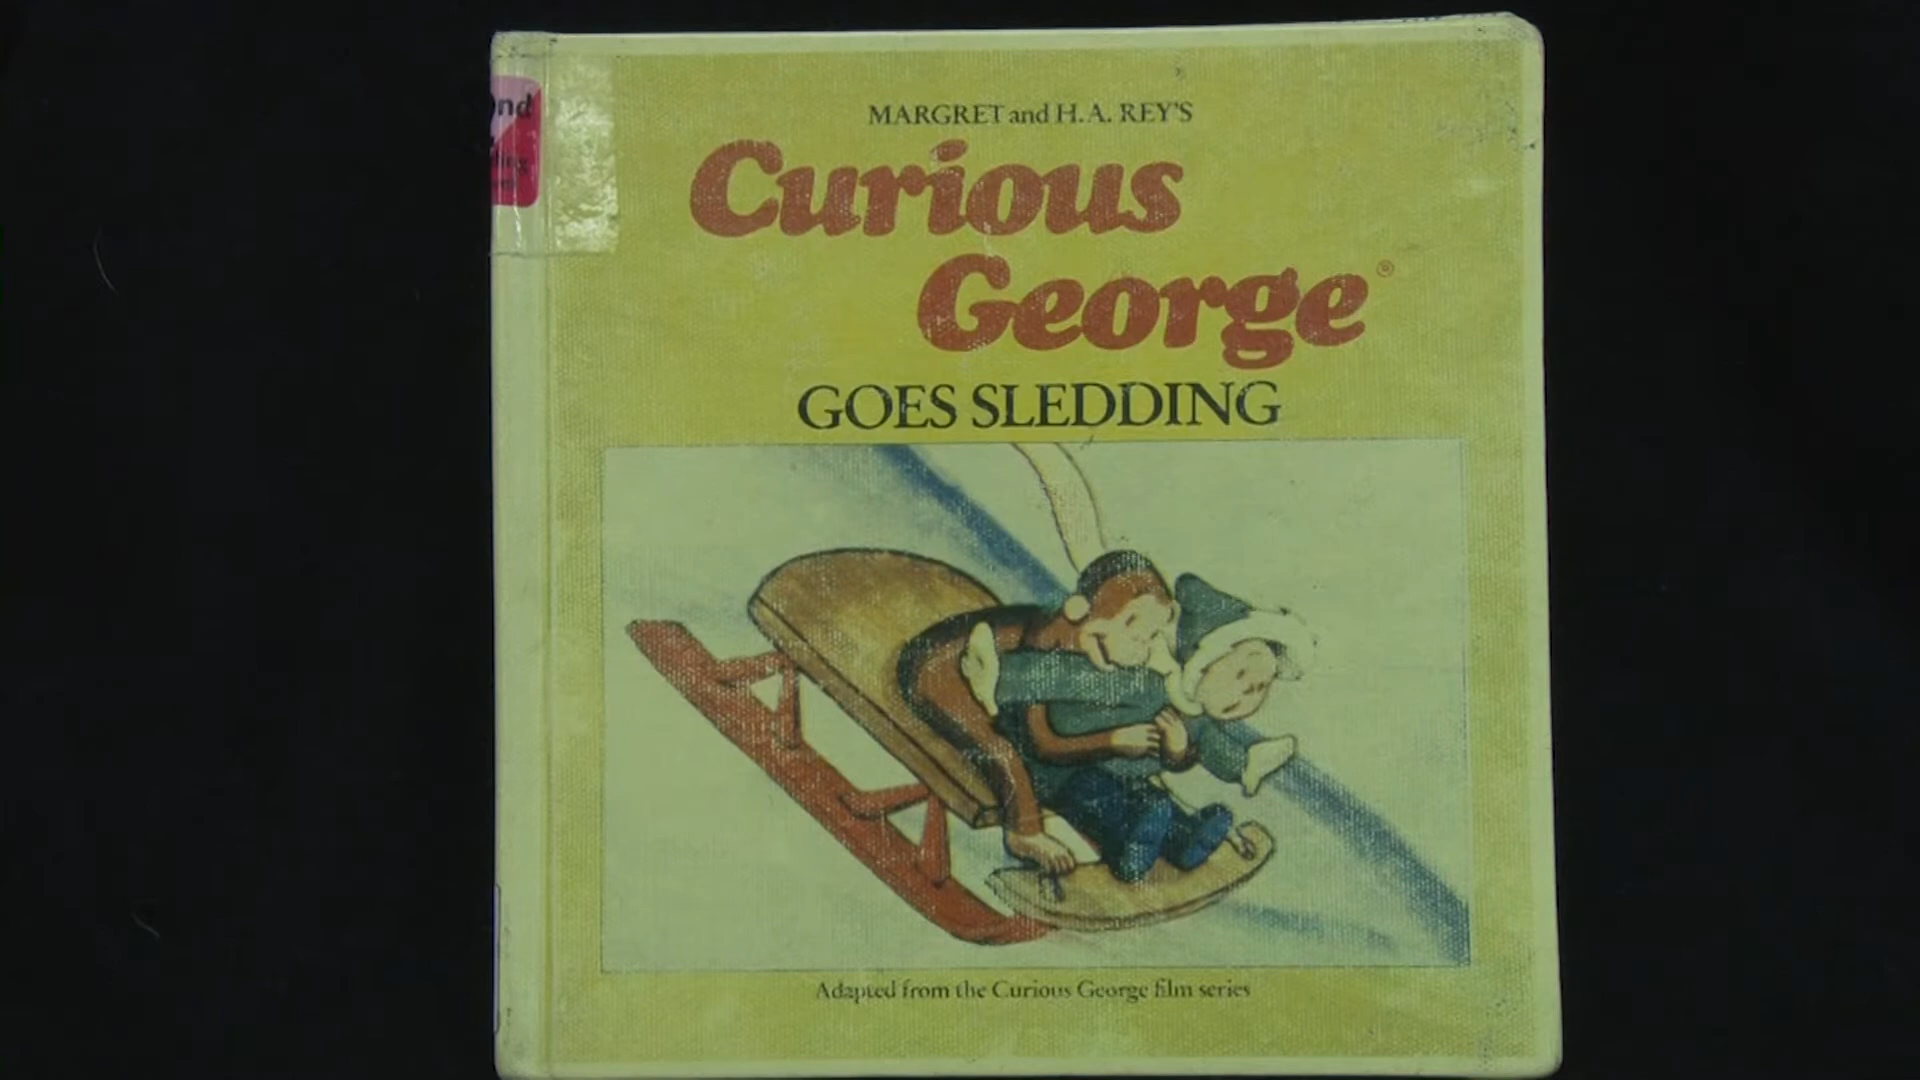 MARGRET and H. A. REY'S
Curious
George®
GOES SLEDDING
Adapted from the Curious George film series